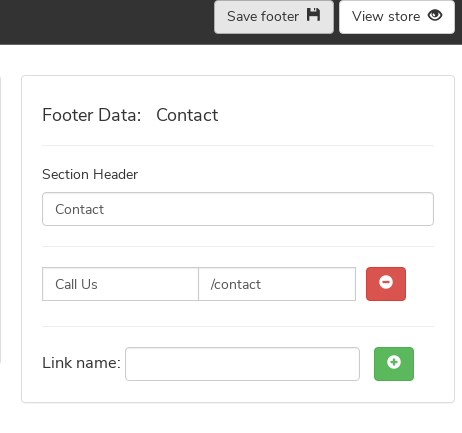 Save footer
View store
Footer Data: Contact
Section Header
Contact
Call Us
/contact
Link name: